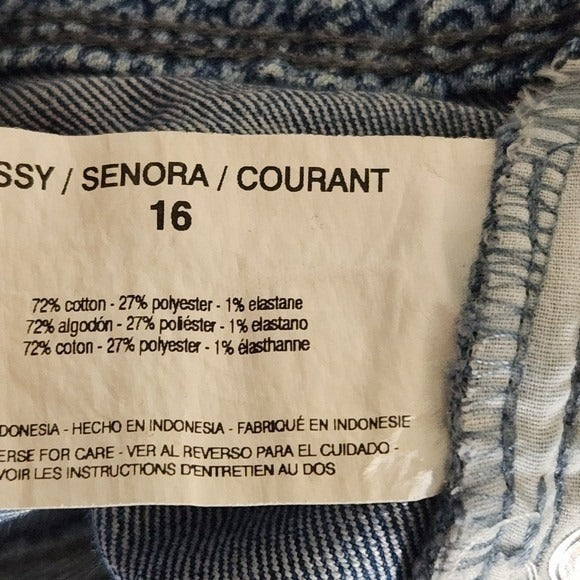 SSY / SENORA / COURANT
16
72% cotton - 27% polyester - 1% elastane
72% algodón - 27% poliéster - 1% elastano
72% coton - 27% polyester - 1% élasthanne
DONESIA - HECHO EN INDONESIA - FABRIQUÉ EN INDONESIE
ERSE FOR CARE - VER AL REVERSO PARA EL CUIDADO -
VOIR LES INSTRUCTIONS D'ENTRETIEN AU DOS